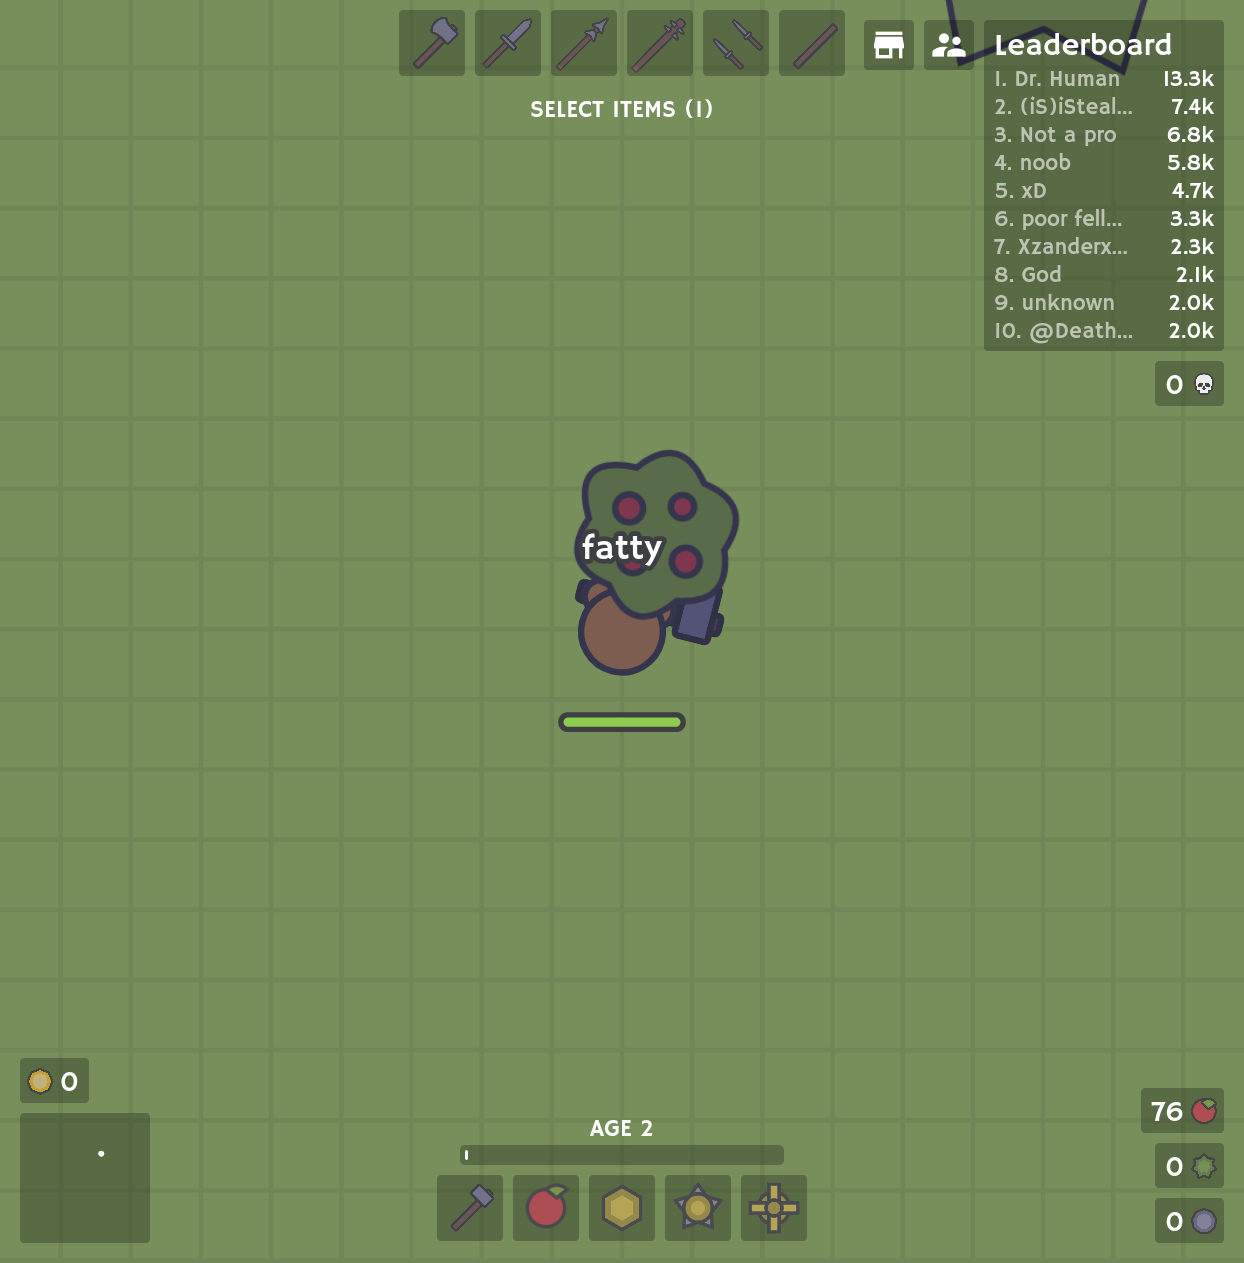 SELECT ITEMS (1)
Leaderboard
1. Dr. Human 13.3k
2. (iS)iSteal... 7.4k
3. Not a pro 6.8k
4. noob 5.8k
5. xD 4.7k
6. poor fell... 3.3k
7. Xzanderx... 2.3k
8. God 2.1k
9. unknown 2.0k
10. @Death... 2.0k
0
fatty
0
AGE 2
76
0
0